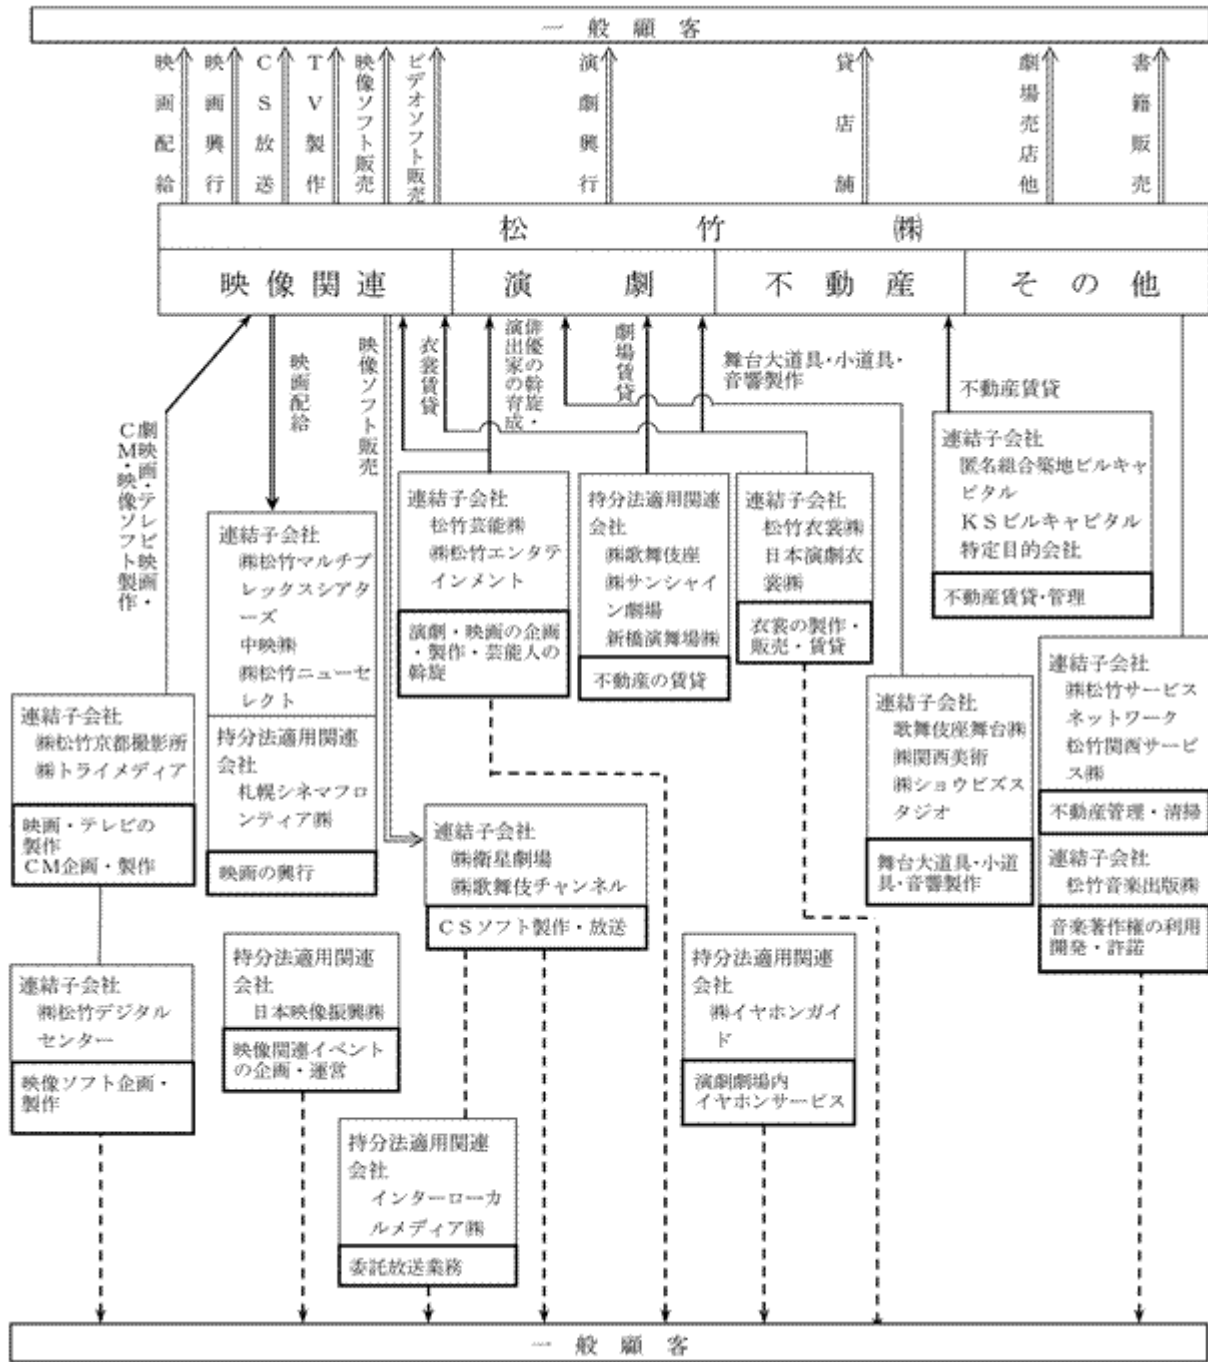 一般顧客
映画配給
映画興行
CS放送
TV製作
映像ソフト販売
ビデオソフト販売
演劇興行
貸店舗
劇場売店他
書籍販売
松竹㈱
映像関連
演劇
不動産
その他
劇映画・テレビ映画・
CM・映像ソフト製作
映画配給
映像ソフト販売
衣裳賃貸
俳優の斡旋・
演出家の育成
劇場賃貸
舞台大道具・小道具・
音響製作
不動産賃貸
連結子会社
匿名組合築地ビルキャ
ピタル
KSビルキャピタル
特定目的会社
不動産賃貸・管理
連結子会社
松竹芸能㈱
㈱松竹エンタテ
インメント
演劇・映画の企画
・製作・芸能人の
斡旋
持分法適用関連
会社
㈱歌舞伎座
㈱サンシャイ
ン劇場
新橋演舞場㈱
不動産の賃貸
連結子会社
松竹衣裳㈱
日本演劇衣
裳㈱
衣裳の製作・
販売・賃貸
連結子会社
㈱松竹マルチプ
レックスシアタ
ーズ
中映㈱
㈱松竹ニューセ
レクト
持分法適用関連
会社
札幌シネマフロ
ンティア㈱
映画の興行
連結子会社
㈱松竹京都撮影所
㈱トライメディア
映画・テレビの
製作
CM企画・製作
連結子会社
歌舞伎座舞台㈱
㈱関西美術
㈱ショウビズス
タジオ
舞台大道具・小道
具・音響製作
連結子会社
㈱松竹サービス
ネットワーク
松竹関西サービ
ス㈱
不動産管理・清掃
連結子会社
松竹音楽出版㈱
音楽著作権の利用
開発・許諾
連結子会社
㈱衛星劇場
㈱歌舞伎チャンネル
CSソフト製作・放送
連結子会社
㈱松竹デジタル
センター
映像ソフト企画・
製作
持分法適用関連
会社
日本映像振興㈱
映像関連イベント
の企画・運営
持分法適用関連
会社
㈱イヤホンガイ
ド
演劇劇場内
イヤホンサービス
持分法適用関連
会社
インターローカ
ルメディア㈱
委託放送業務
一般顧客